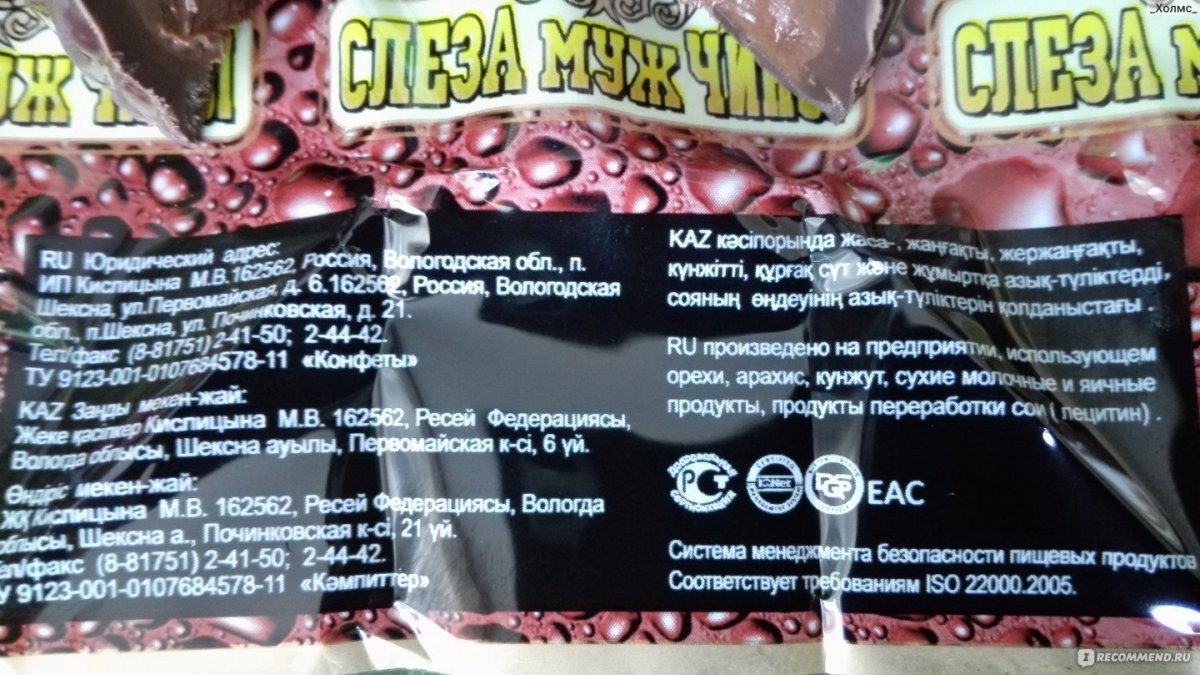 _Холмс_
СЛЕЗА МУЖЧИНЫ
СЛЕЗА М
RU Юридический адрес:
ИП Кислицына М.В.162562, Россия, Вологодская обл., п.
Шексна, ул.Первомайская, д. 6.162562, Россия, Вологодская
обл., п.Шексна, ул. Починковская, д. 21.
Тел/факс (8-81751) 2-41-50; 2-44-42.
ТУ 9123-001-0107684578-11 «Конфеты»
KAZ Заңды мекен-жай:
Жеке кәсіпкер Кислицына М.В. 162562, Ресей Федерациясы,
Вологда облысы, Шексна ауылы, Первомайская к-сі, 6 үй.
Өндіріс мекен-жай:
ЖҚ Кислицына М.В. 162562, Ресей Федерациясы, Вологда
облысы, Шексна а., Починковская к-сі, 21 үй.
Тел/факс (8-81751) 2-41-50; 2-44-42.
ТУ 9123-001-0107684578-11 «Кәмпиттер»
KAZ кәсіпорында жаса-, жаңғақты, жержаңғақты,
күнжітті, құрғақ сүт және жұмыртқа азық-түліктерді,
сояның өңдеуінің азық-түліктерін қолданыстағы .
RU произведено на предприятии, использующем
орехи, арахис, кунжут, сухие молочные и яичные
продукты, продукты переработки сои ( лецитин) .
EAC
Система менеджмента безопасности пищевых продуктов
Соответствует требованиям ISO 22000.2005.
RECOMMEND.RU